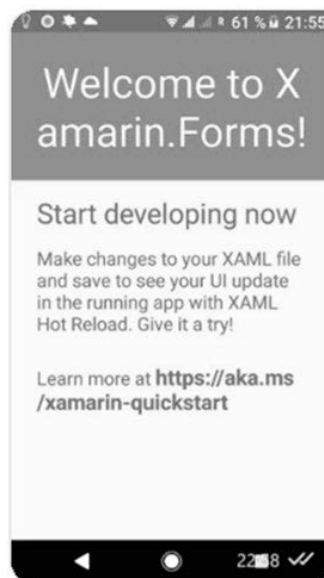 R 61 % 21:55
Welcome to X
amarin.Forms!
Start developing now
Make changes to your XAML file
and save to see your UI update
in the running app with XAML
Hot Reload. Give it a try!
Learn more at https://aka.ms
/xamarin-quickstart